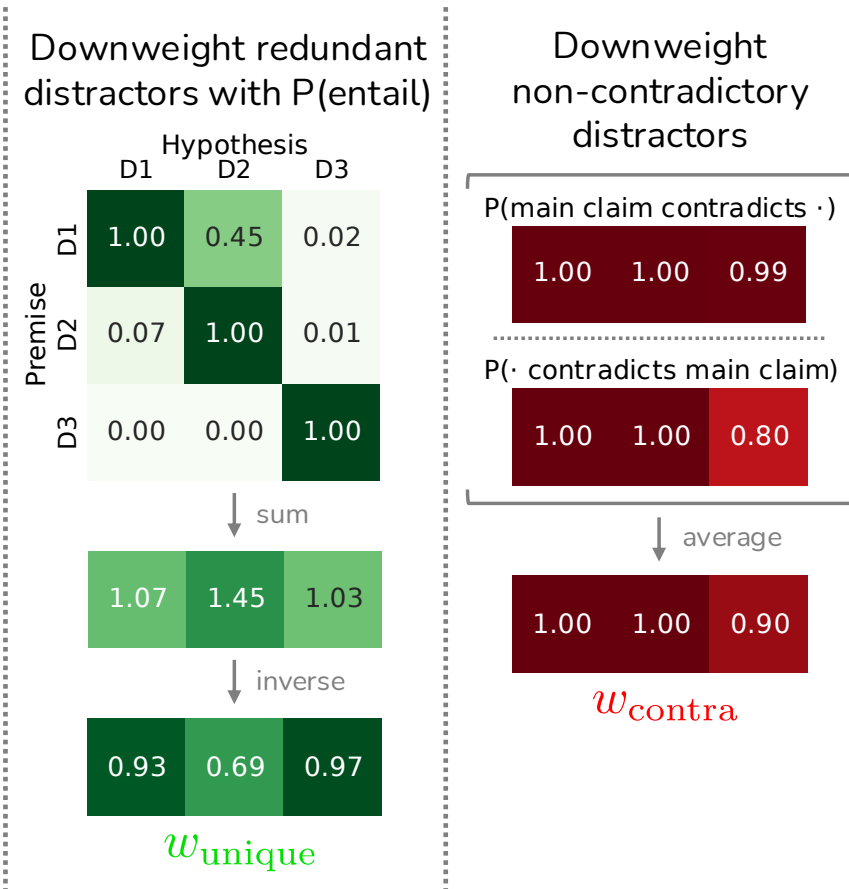 Downweight redundant
distractors with P(entail)
Hypothesis
D1 D2 D3
Premise
D1 1.00 0.45 0.02
D2 0.07 1.00 0.01
D3 0.00 0.00 1.00
sum
1.07 1.45 1.03
inverse
0.93 0.69 0.97
w_unique
Downweight
non-contradictory
distractors
P(main claim contradicts ·)
1.00 1.00 0.99
P(· contradicts main claim)
1.00 1.00 0.80
average
1.00 1.00 0.90
w_contra